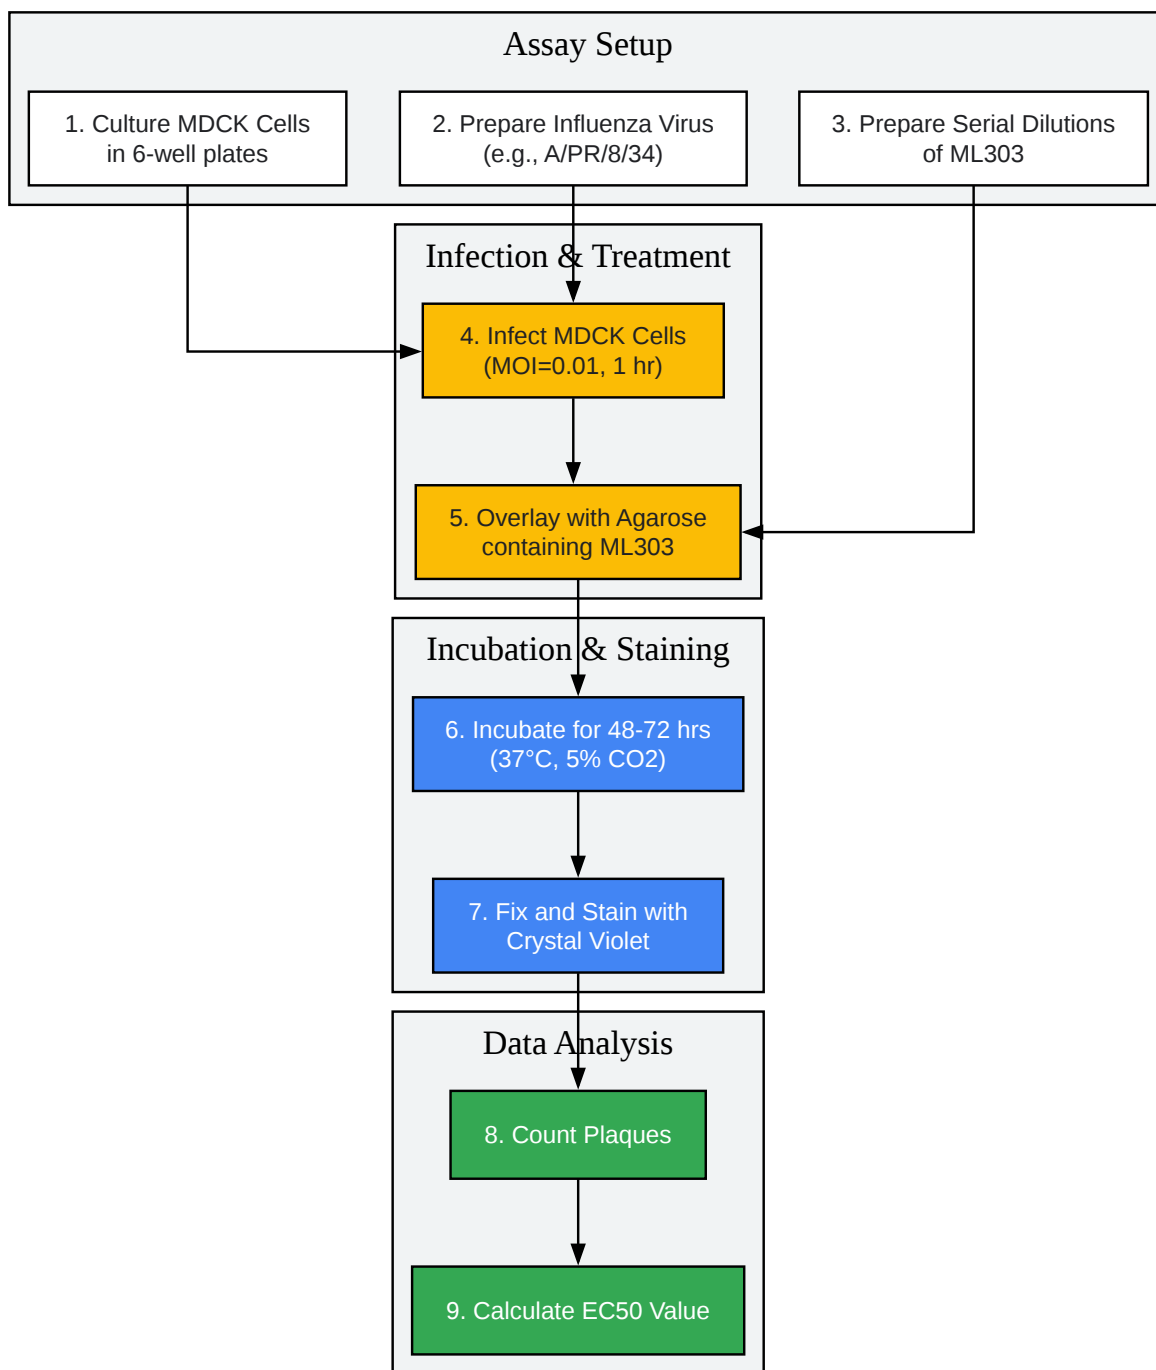 Assay Setup
1. Culture MDCK Cells
in 6-well plates
2. Prepare Influenza Virus
(e.g., A/PR/8/34)
3. Prepare Serial Dilutions
of ML303
Infection & Treatment
4. Infect MDCK Cells
(MOI=0.01, 1 hr)
5. Overlay with Agarose
containing ML303
Incubation & Staining
6. Incubate for 48-72 hrs
(37°C, 5% CO2)
7. Fix and Stain with
Crystal Violet
Data Analysis
8. Count Plaques
9. Calculate EC50 Value